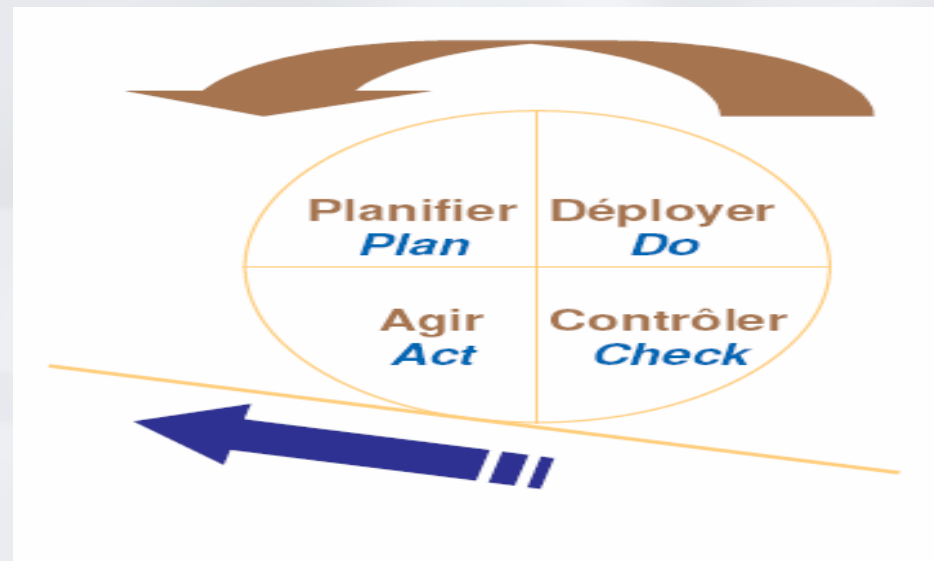 Planifier
Plan
Déployer
Do
Agir
Act
Contrôler
Check